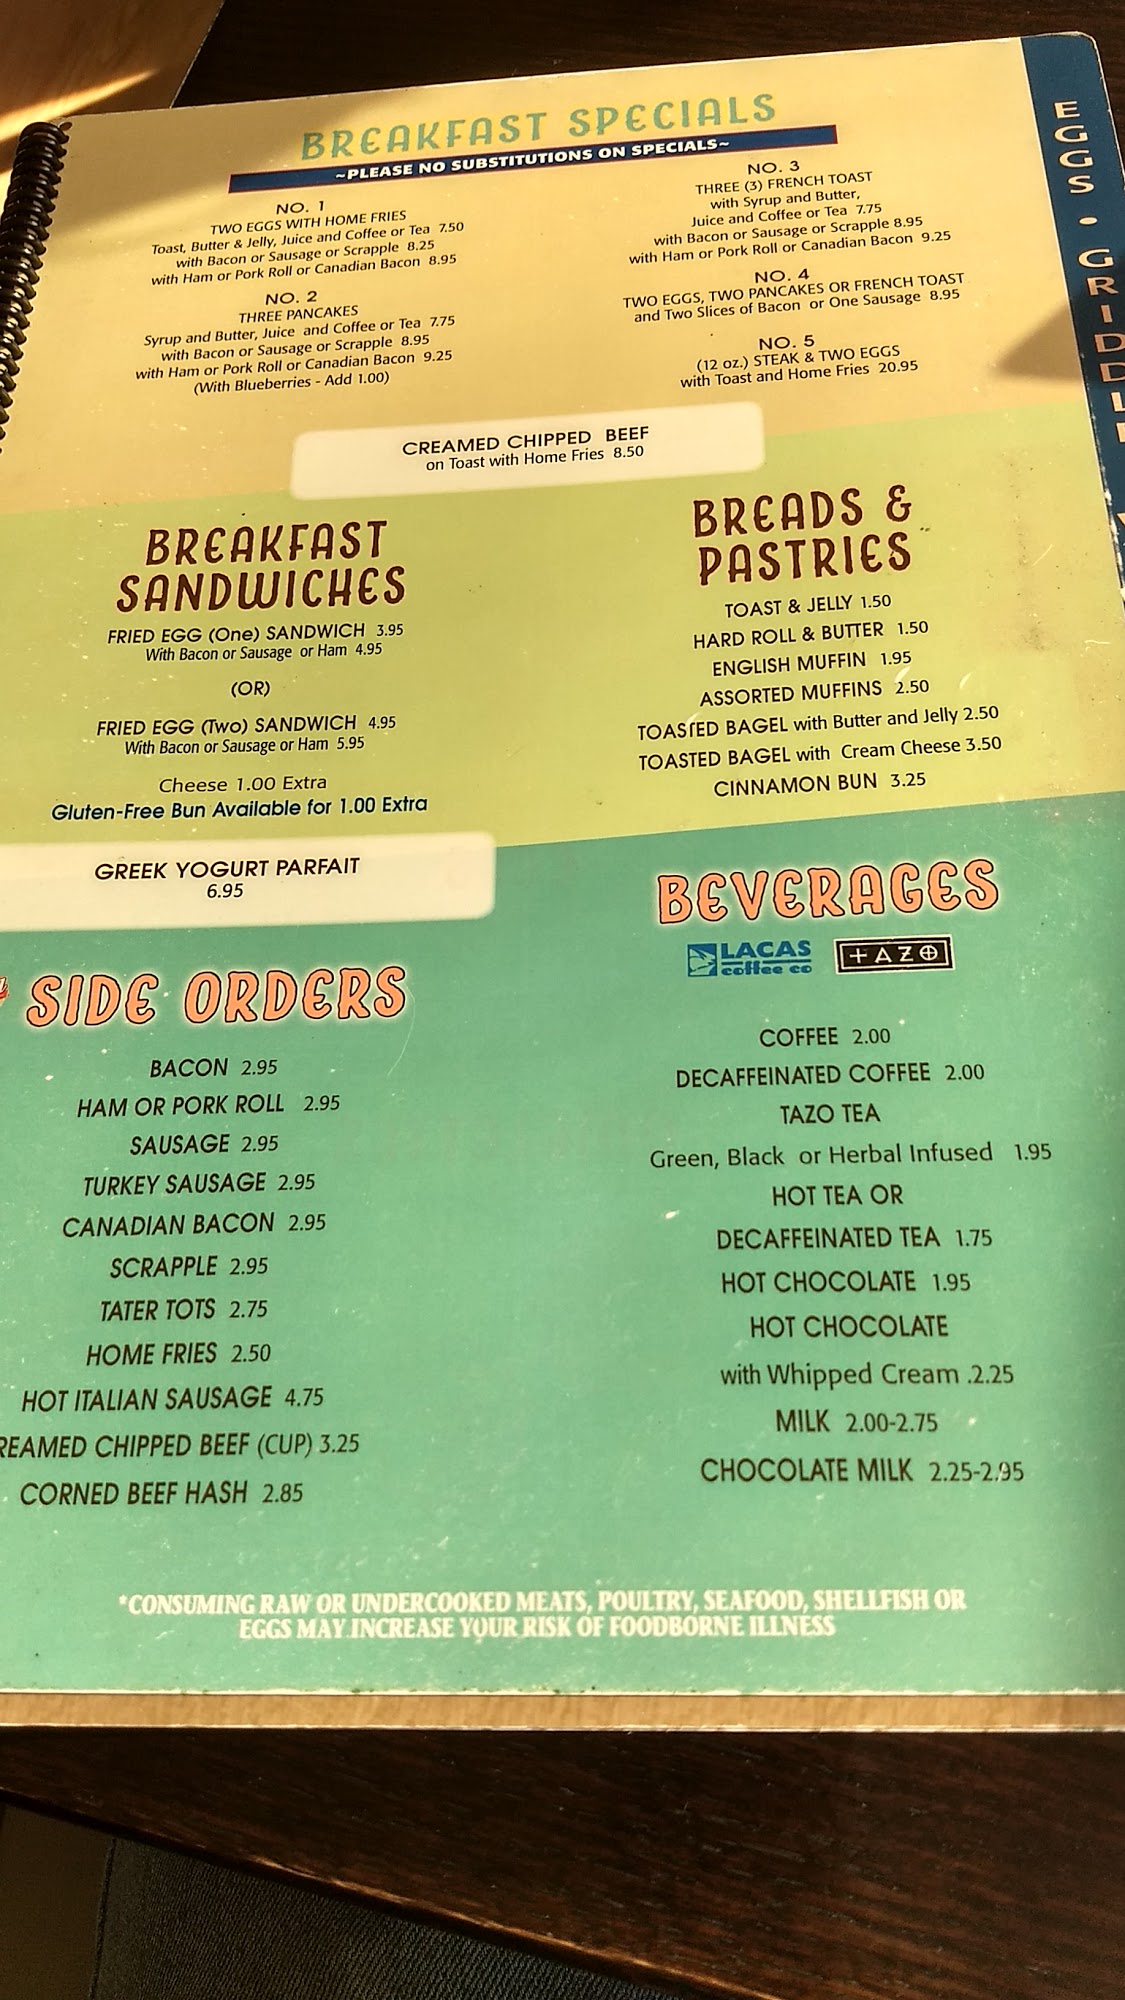 BREAKFAST SPECIALS
~PLEASE NO SUBSTITUTIONS ON SPECIALS~
NO. 1
TWO EGGS WITH HOME FRIES
Toast, Butter & Jelly, Juice and Coffee or Tea 7.50
with Bacon or Sausage or Scrapple 8.25
with Ham or Pork Roll or Canadian Bacon 8.95
NO. 2
THREE PANCAKES
Syrup and Butter, Juice and Coffee or Tea 7.75
with Bacon or Sausage or Scrapple 8.95
with Ham or Pork Roll or Canadian Bacon 9.25
(With Blueberries - Add 1.00)
NO. 3
THREE (3) FRENCH TOAST
with Syrup and Butter,
Juice and Coffee or Tea 7.75
with Bacon or Sausage or Scrapple 8.95
with Ham or Pork Roll or Canadian Bacon 9.25
NO. 4
TWO EGGS, TWO PANCAKES OR FRENCH TOAST
and Two Slices of Bacon or One Sausage 8.95
NO. 5
(12 oz.) STEAK & TWO EGGS
with Toast and Home Fries 20.95
CREAMED CHIPPED BEEF
on Toast with Home Fries 8.50
BREAKFAST
SANDWICHES
FRIED EGG (One) SANDWICH 3.95
With Bacon or Sausage or Ham 4.95
(OR)
FRIED EGG (Two) SANDWICH 4.95
With Bacon or Sausage or Ham 5.95
Cheese 1.00 Extra
Gluten-Free Bun Available for 1.00 Extra
BREADS &
PASTRIES
TOAST & JELLY 1.50
HARD ROLL & BUTTER 1.50
ENGLISH MUFFIN 1.95
ASSORTED MUFFINS 2.50
TOASTED BAGEL with Butter and Jelly 2.50
TOASTED BAGEL with Cream Cheese 3.50
CINNAMON BUN 3.25
GREEK YOGURT PARFAIT
6.95
SIDE ORDERS
BACON 2.95
HAM OR PORK ROLL 2.95
SAUSAGE 2.95
TURKEY SAUSAGE 2.95
CANADIAN BACON 2.95
SCRAPPLE 2.95
TATER TOTS 2.75
HOME FRIES 2.50
HOT ITALIAN SAUSAGE 4.75
REAMED CHIPPED BEEF (CUP) 3.25
CORNED BEEF HASH 2.85
BEVERAGES
LACAS
coffee co
TAZO
COFFEE 2.00
DECAFFEINATED COFFEE 2.00
TAZO TEA
Green, Black or Herbal Infused 1.95
HOT TEA OR
DECAFFEINATED TEA 1.75
HOT CHOCOLATE 1.95
HOT CHOCOLATE
with Whipped Cream .2.25
MILK 2.00-2.75
CHOCOLATE MILK 2.25-2.95
*CONSUMING RAW OR UNDERCOOKED MEATS, POULTRY, SEAFOOD, SHELLFISH OR
EGGS MAY INCREASE YOUR RISK OF FOODBORNE ILLNESS
EGGS • GRIDDL